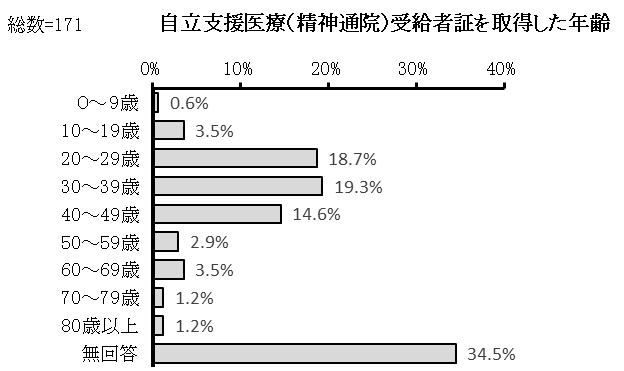 総数=171
自立支援医療(精神通院)受給者証を取得した年齢
0% 10% 20% 30% 40%
0～9歳 0.6%
10～19歳 3.5%
20～29歳 18.7%
30～39歳 19.3%
40～49歳 14.6%
50～59歳 2.9%
60～69歳 3.5%
70～79歳 1.2%
80歳以上 1.2%
無回答 34.5%